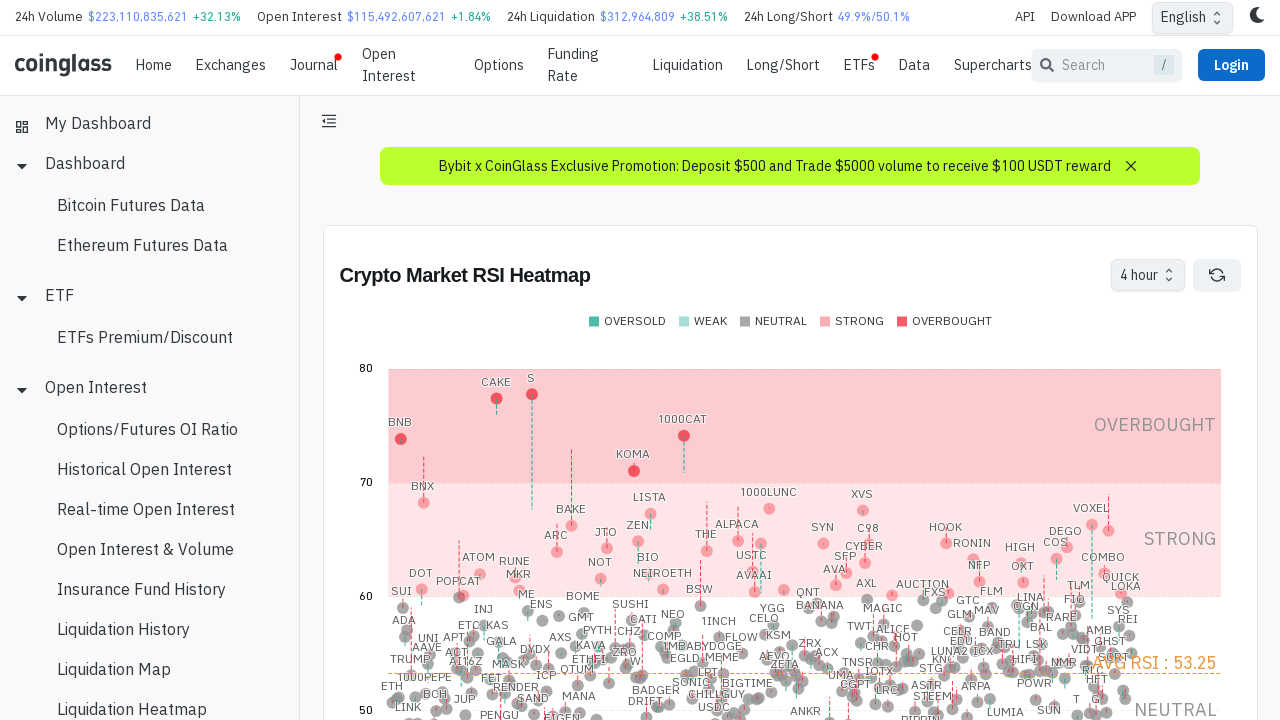 24h Volume $223,110,835,621 +32.13% Open Interest $115,492,607,621 +1.84% 24h Liquidation $312,964,809 +38.51% 24h Long/Short 49.9%/50.1% API Download APP English
coinglass Home Exchanges Journal Open Interest Options Funding Rate Liquidation Long/Short ETFs Data Supercharts Search / Login
My Dashboard
Dashboard
Bitcoin Futures Data
Ethereum Futures Data
ETF
ETFs Premium/Discount
Open Interest
Options/Futures OI Ratio
Historical Open Interest
Real-time Open Interest
Open Interest & Volume
Insurance Fund History
Liquidation History
Liquidation Map
Liquidation Heatmap
Bybit x CoinGlass Exclusive Promotion: Deposit $500 and Trade $5000 volume to receive $100 USDT reward
Crypto Market RSI Heatmap
4 hour
OVERSOLD WEAK NEUTRAL STRONG OVERBOUGHT
80
CAKE S
BNB 1000CAT OVERBOUGHT
KOMA
70
BNX LISTA 1000LUNC XVS
BAKE VOXEL
ZEN ALPACA SYN C98 HOOK
ARC JTO THE DEGO
CYBER RONIN HIGH COS STRONG
ATOM RUNE BIO USTC SFP COMBO
DOT MKR NOT NEIROETH AVAAI AVA NFP OXT QUICK
POPCAT AXL AUCTION TLM LOKA
60
SUI ME BOME BSW QNT FXS FLM LINA FIO
ENS SUSHI YGG BANANA MAGIC GTC OGN
ADA INJ GMT CATI NEO 1INCH CELO GLM MAV RARE SYS REI
ETC KAS PYTH CHZ TWT ALICE CELR BAND BAL AMB
UNI APT GALA AXS COMP FLOW KSM HOT EDU GHST
AAVE ACT DYDX KAVA ZRC IMBABYDOGE ZRX CHR LUNA2 ICX TRU LSK VIDT
TRUMP AI16Z MASK ETHFI W EGLD MEME AEVO ACX TNSR KNC HIFI NMR AVG RSI : 53.25
1000PEPE FET ICP QTUM ZETA UMA IOTX STG
ETH BCH RENDER BADGER SONIC BIGTIME CGPT LRC ASTR ARPA POWR HFT
LINK JUP SAND MANA DRIFT CHILLGUY STEEM T G
50 PENGU EIGEN USDC ANKR PIPPIN LUMIA SUN NEUTRAL